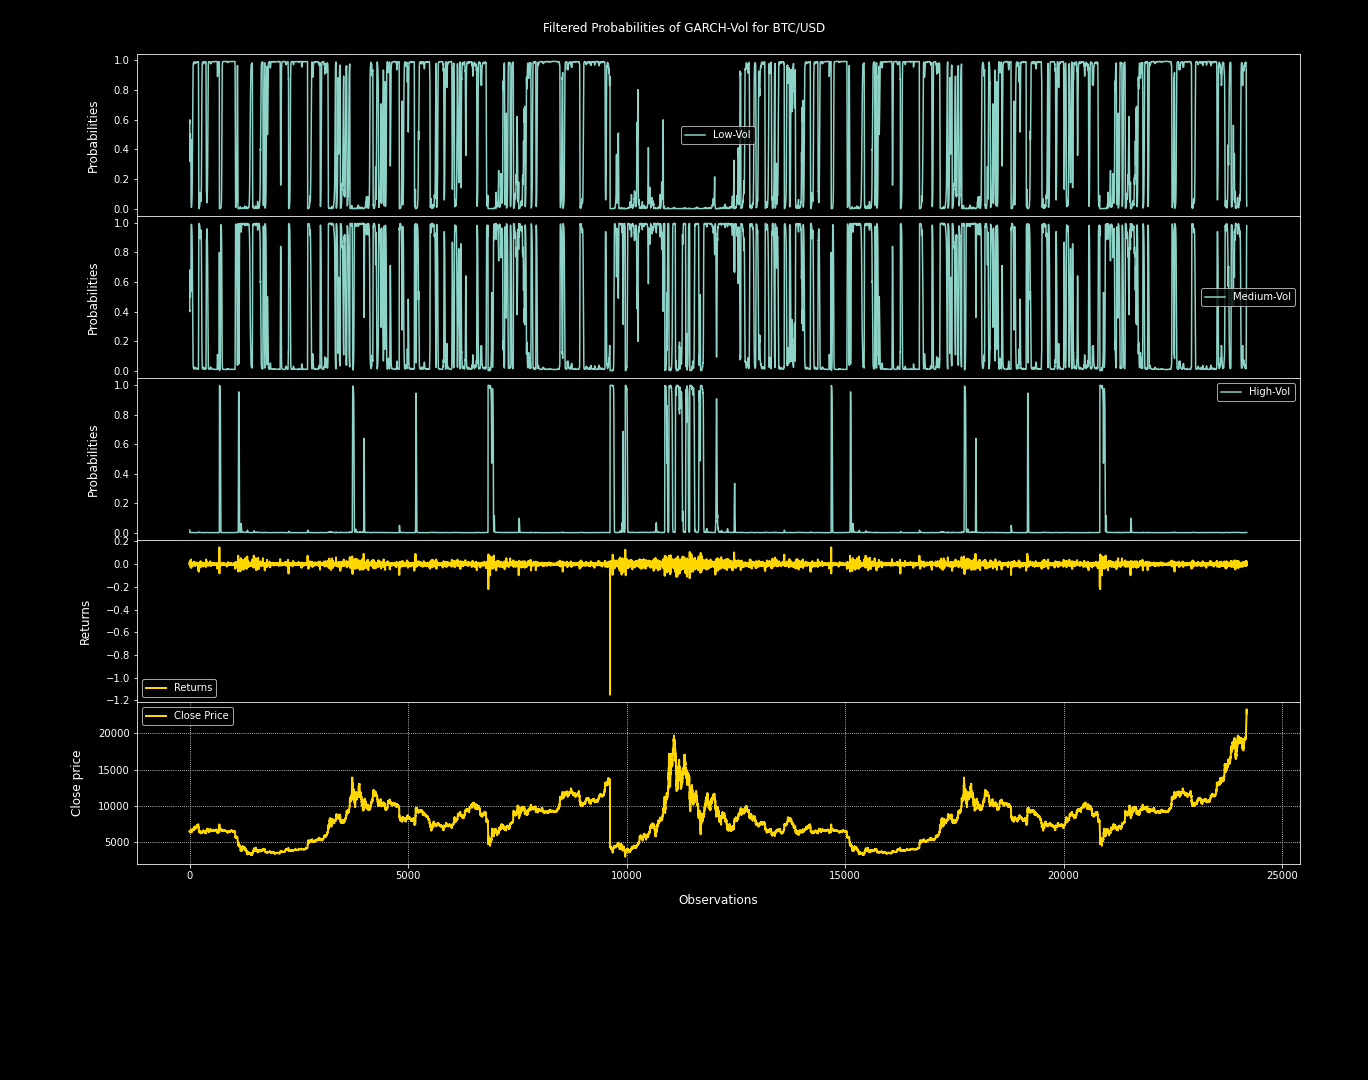 Filtered Probabilities of GARCH-Vol for BTC/USD
1.0
0.8
0.6
0.4
0.2
0.0
Probabilities
Low-Vol
1.0
0.8
0.6
0.4
0.2
0.0
Probabilities
Medium-Vol
1.0
0.8
0.6
0.4
0.2
0.0
Probabilities
High-Vol
0.2
0.0
−0.2
−0.4
−0.6
−0.8
−1.0
−1.2
Returns
Returns
Close Price
20000
15000
10000
5000
Close price
0 5000 10000 15000 20000 25000
Observations